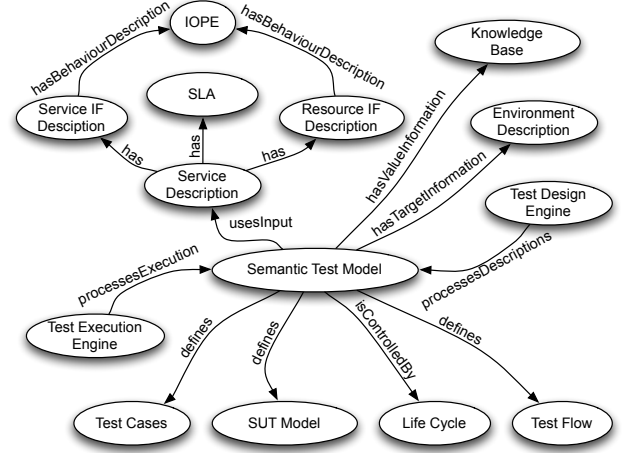 hasBehaviourDescription
IOPE
hasBehaviourDescription
Knowledge
Base
Service IF
Desciption
SLA
Resource IF
Desciption
hasValueInformation
Environment
Description
has
has
has
Service
Description
hasTargetInformation
Test Design
Engine
usesInput
processesDescriptions
Semantic Test Model
processesExecution
Test Execution
Engine
defines
defines
isControlledBy
defines
Test Cases
SUT Model
Life Cycle
Test Flow